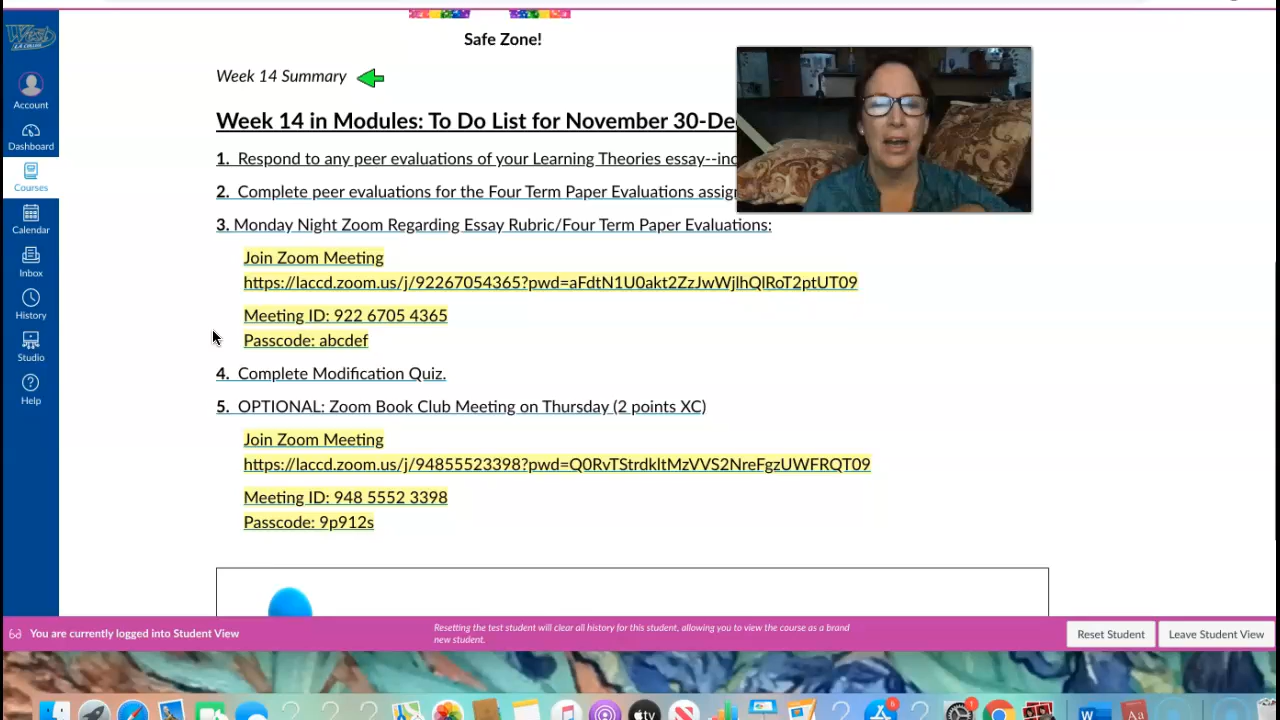 West
L.A. COLLEGE
Account
Dashboard
Courses
Calendar
Inbox
History
Studio
Help
Safe Zone!
Week 14 Summary
Week 14 in Modules: To Do List for November 30-De
1. Respond to any peer evaluations of your Learning Theories essay--inc
2. Complete peer evaluations for the Four Term Paper Evaluations assign
3. Monday Night Zoom Regarding Essay Rubric/Four Term Paper Evaluations:
Join Zoom Meeting
https://laccd.zoom.us/j/92267054365?pwd=aFdtN1U0akt2ZzJwWjlhQlRoT2ptUT09
Meeting ID: 922 6705 4365
Passcode: abcdef
4. Complete Modification Quiz.
5. OPTIONAL: Zoom Book Club Meeting on Thursday (2 points XC)
Join Zoom Meeting
https://laccd.zoom.us/j/94855523398?pwd=Q0RvTStrdkltMzVVS2NreFgzUWFRQT09
Meeting ID: 948 5552 3398
Passcode: 9p912s
You are currently logged into Student View
Resetting the test student will clear all history for this student, allowing you to view the course as a brand
new student.
Reset Student
Leave Student View